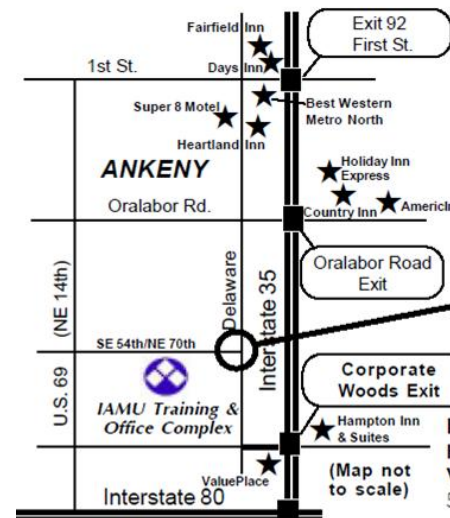 Fairfield Inn
Exit 92
First St.
1st St.
Days Inn
Super 8 Motel
Best Western
Metro North
Heartland Inn
ANKENY
Holiday Inn
Express
Oralabor Rd.
Country Inn
Oralabor Road
Exit
(NE 14th)
Delaware
Interstate 35
SE 54th/NE 70th
U.S. 69
Corporate
Woods Exit
IAMU Training &
Office Complex
Hampton Inn
& Suites
ValuePlace
(Map not
to scale)
Interstate 80